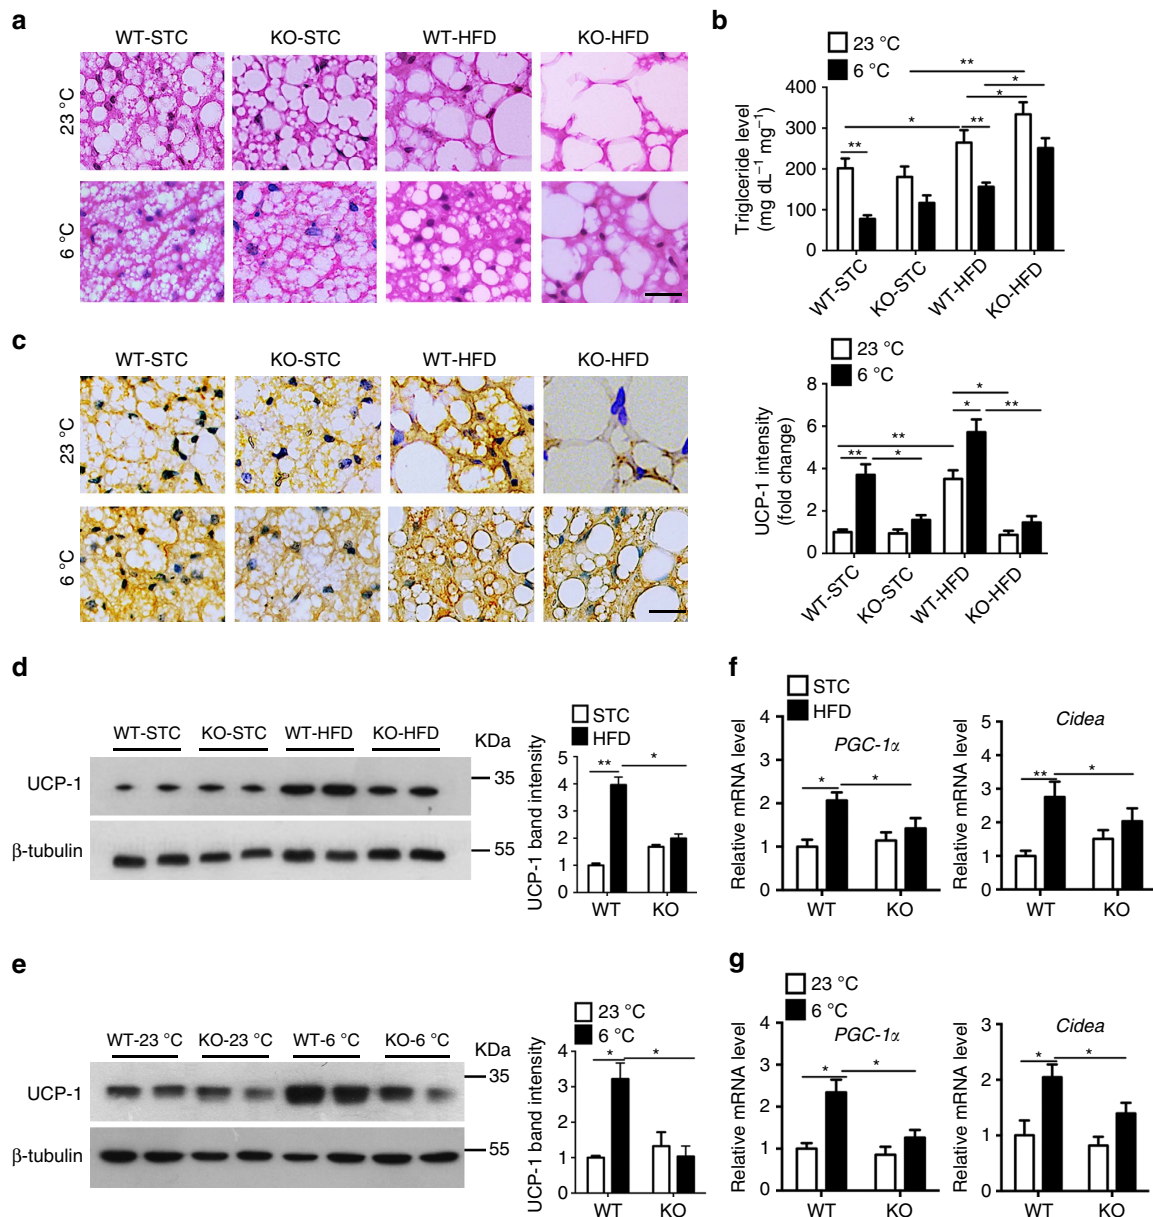 a
WT-STC KO-STC WT-HFD KO-HFD
23 °C
6 °C
b
23 °C
6 °C
** * * * ** **
Triglceride level
(mg dL⁻¹ mg⁻¹)
400
300
200
100
0
WT-STC KO-STC WT-HFD KO-HFD
c
WT-STC KO-STC WT-HFD KO-HFD
23 °C
6 °C
23 °C
6 °C
* * ** ** ** *
UCP-1 intensity
(fold change)
8
6
4
2
0
WT-STC KO-STC WT-HFD KO-HFD
d
WT-STC KO-STC WT-HFD KO-HFD
KDa
UCP-1
35
β-tubulin
55
STC
HFD
** *
UCP-1 band intensity
5
4
3
2
1
0
WT KO
e
WT-23 °C KO-23 °C WT-6 °C KO-6 °C
KDa
UCP-1
35
β-tubulin
55
23 °C
6 °C
* *
UCP-1 band intensity
4
3
2
1
0
WT KO
f
STC
HFD
PGC-1α
* *
Relative mRNA level
4
3
2
1
0
WT KO
Cidea
** *
Relative mRNA level
5
4
3
2
1
0
WT KO
g
23 °C
6 °C
PGC-1α
* *
Relative mRNA level
4
3
2
1
0
WT KO
Cidea
* *
Relative mRNA level
3
2
1
0
WT KO